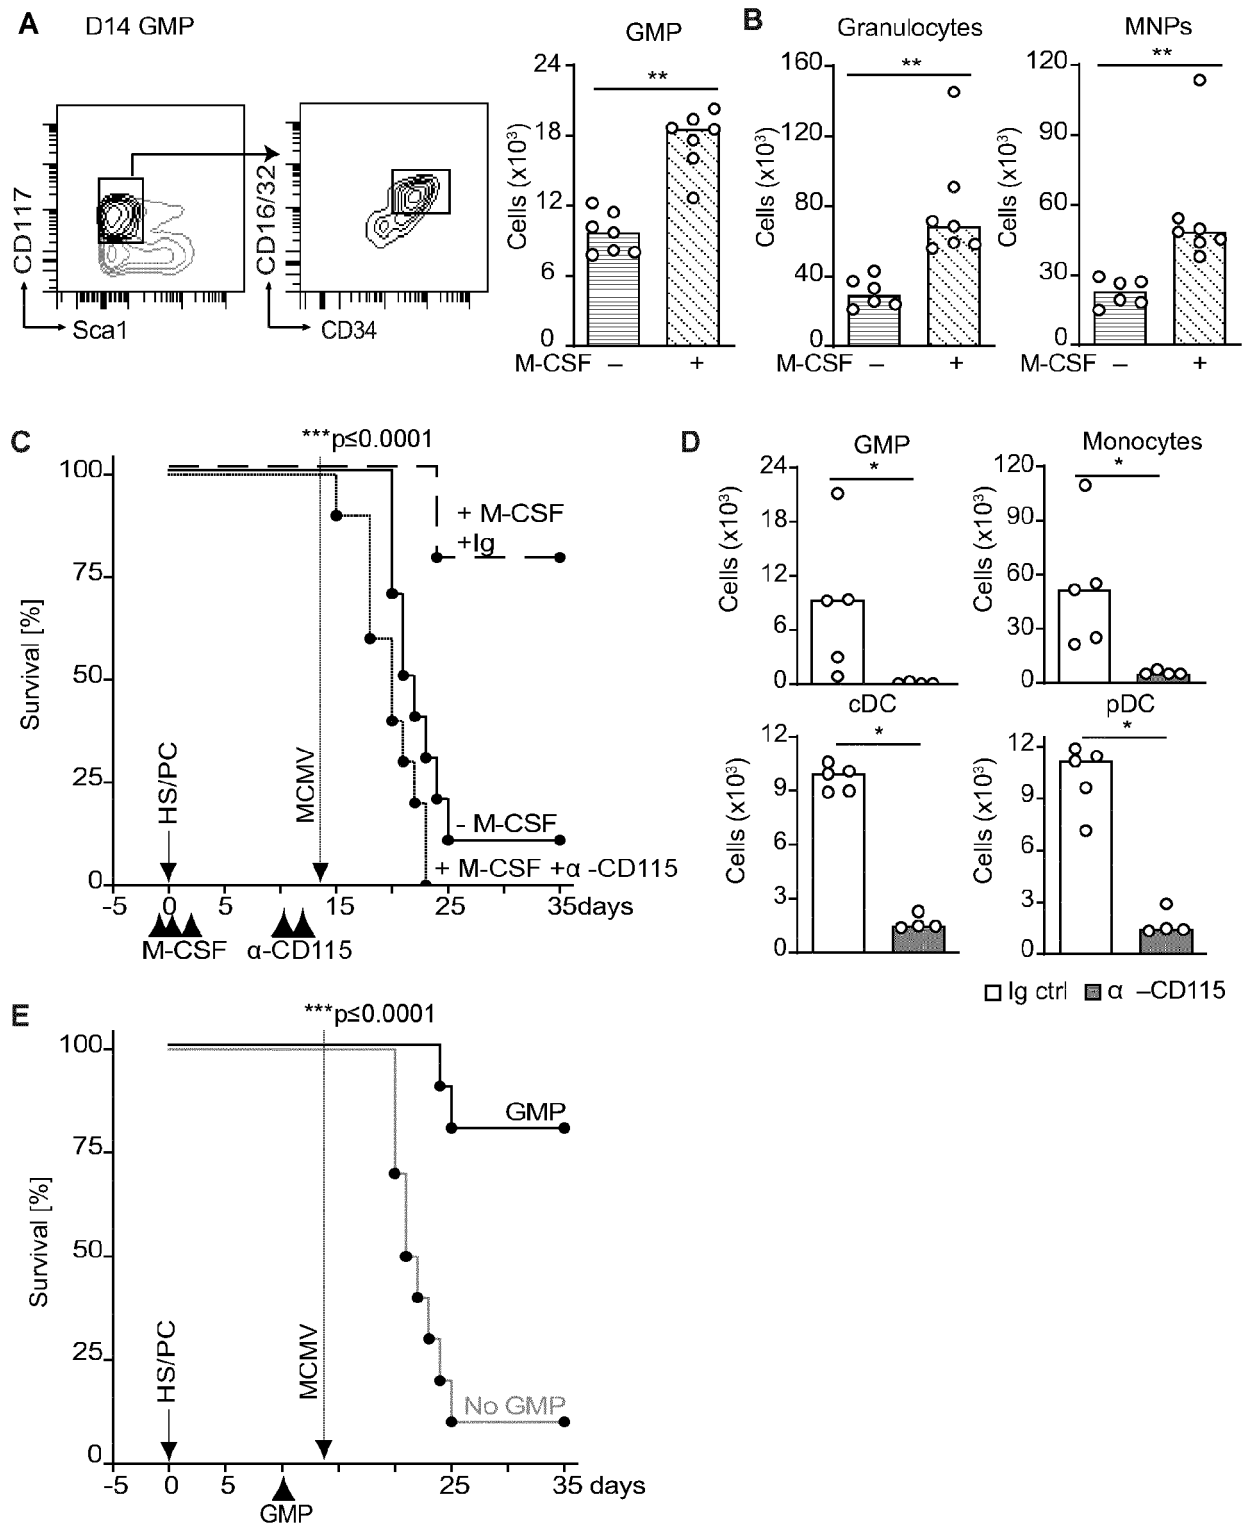 A
D14 GMP
CD117
Sca1
CD16/32
CD34
GMP
Cells (x10³)
24
18
12
6
0
**
M-CSF – +
B
Granulocytes
Cells (x10³)
160
120
80
40
0
**
M-CSF – +
MNPs
Cells (x10³)
120
90
60
30
0
**
M-CSF – +
C
***p≤0.0001
Survival [%]
100
75
50
25
0
+ M-CSF
+Ig
- M-CSF
+ M-CSF +α -CD115
HS/PC
MCMV
-5 0 5 15 25 35days
M-CSF α-CD115
D
GMP
Cells (x10³)
24
18
12
6
0
*
Monocytes
Cells (x10³)
120
90
60
30
0
*
cDC
Cells (x10³)
12
9
6
3
0
*
pDC
Cells (x10³)
12
9
6
3
0
*
Ig ctrl α –CD115
E
***p≤0.0001
Survival [%]
100
75
50
25
0
GMP
No GMP
HS/PC
MCMV
-5 0 5 25 35 days
GMP